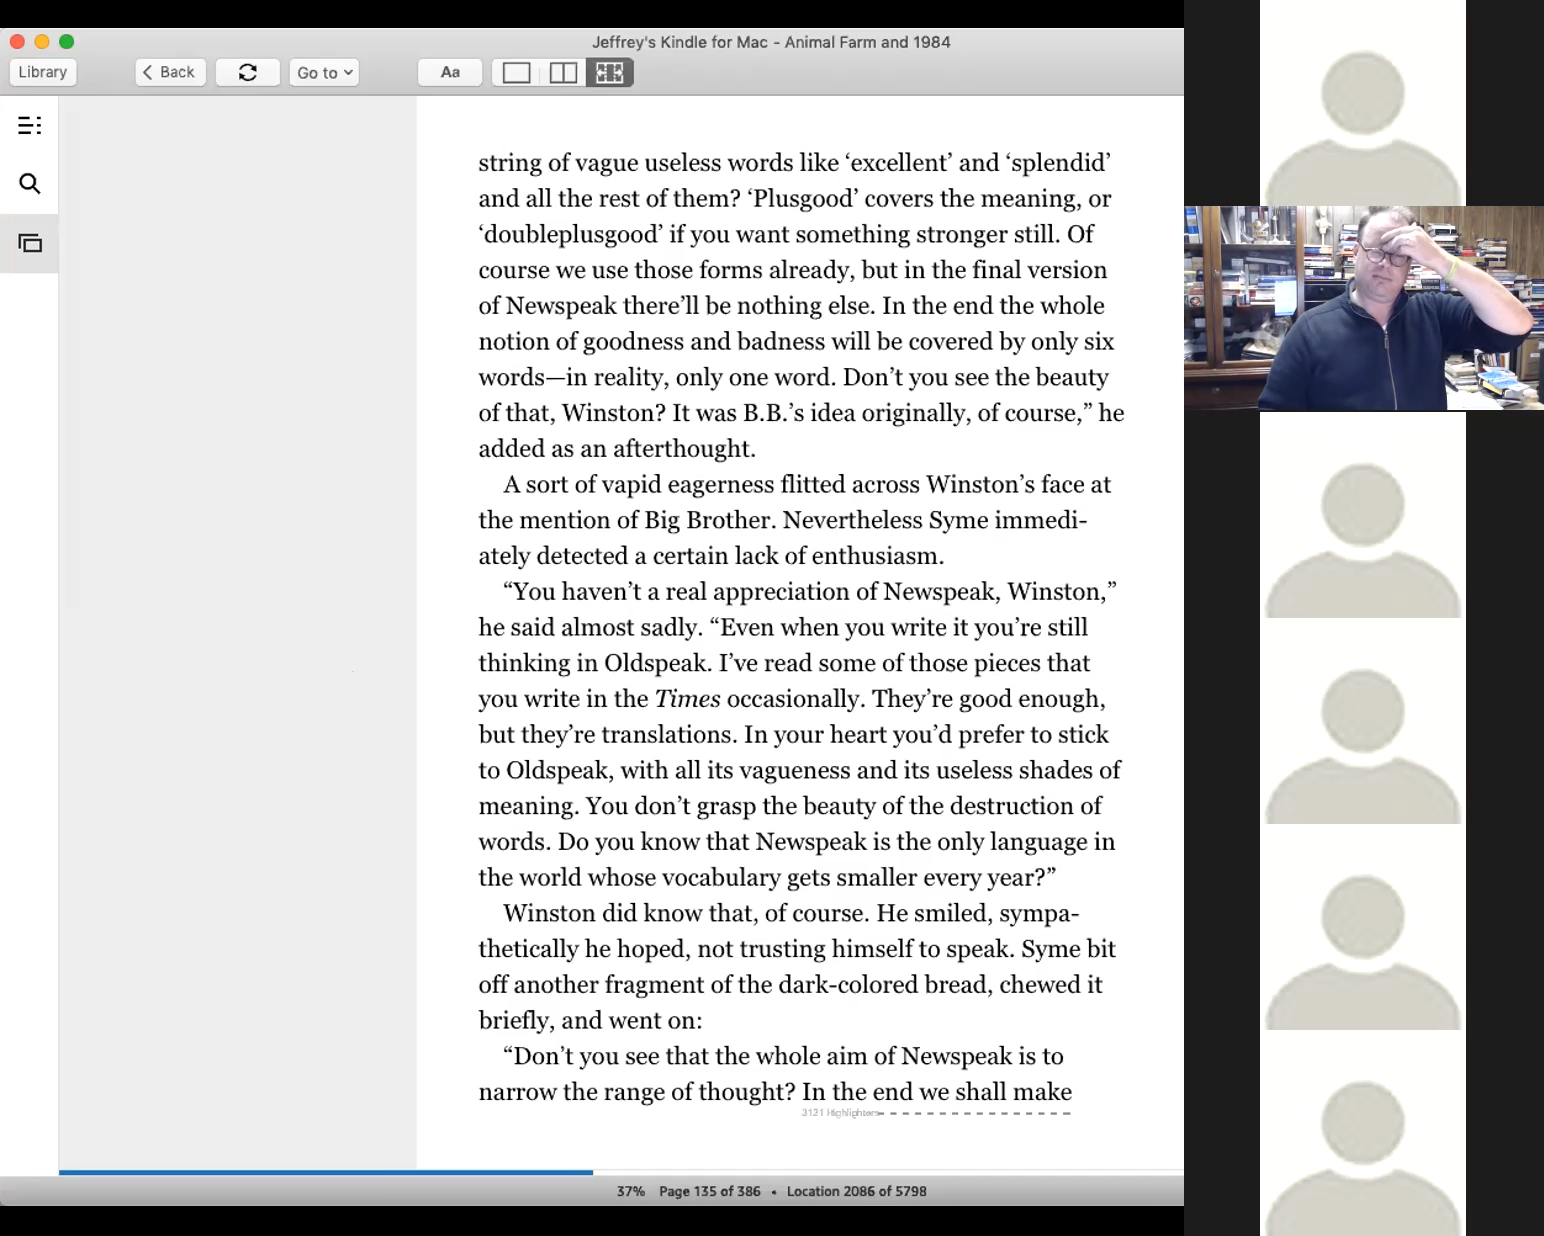 Jeffrey's Kindle for Mac - Animal Farm and 1984
Library
Back
Go to
Aa
string of vague useless words like ‘excellent’ and ‘splendid’
and all the rest of them? ‘Plusgood’ covers the meaning, or
‘doubleplusgood’ if you want something stronger still. Of
course we use those forms already, but in the final version
of Newspeak there’ll be nothing else. In the end the whole
notion of goodness and badness will be covered by only six
words—in reality, only one word. Don’t you see the beauty
of that, Winston? It was B.B.’s idea originally, of course,” he
added as an afterthought.
A sort of vapid eagerness flitted across Winston’s face at
the mention of Big Brother. Nevertheless Syme immedi-
ately detected a certain lack of enthusiasm.
“You haven’t a real appreciation of Newspeak, Winston,”
he said almost sadly. “Even when you write it you’re still
thinking in Oldspeak. I’ve read some of those pieces that
you write in the Times occasionally. They’re good enough,
but they’re translations. In your heart you’d prefer to stick
to Oldspeak, with all its vagueness and its useless shades of
meaning. You don’t grasp the beauty of the destruction of
words. Do you know that Newspeak is the only language in
the world whose vocabulary gets smaller every year?”
Winston did know that, of course. He smiled, sympa-
thetically he hoped, not trusting himself to speak. Syme bit
off another fragment of the dark-colored bread, chewed it
briefly, and went on:
“Don’t you see that the whole aim of Newspeak is to
narrow the range of thought? In the end we shall make
3121 Highlighters
37% Page 135 of 386 • Location 2086 of 5798